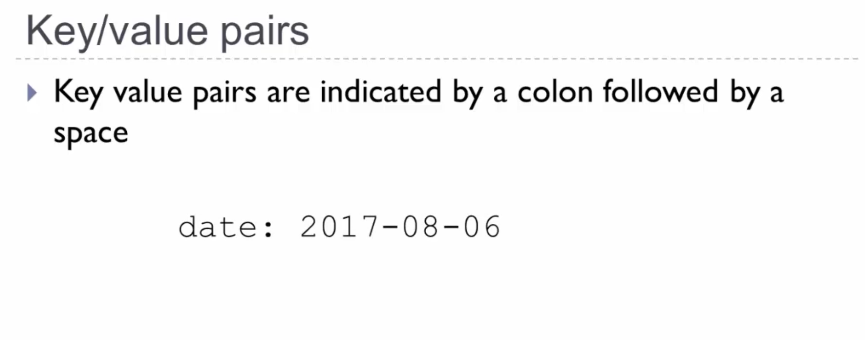 Key/value pairs
Key value pairs are indicated by a colon followed by a
space
date: 2017-08-06